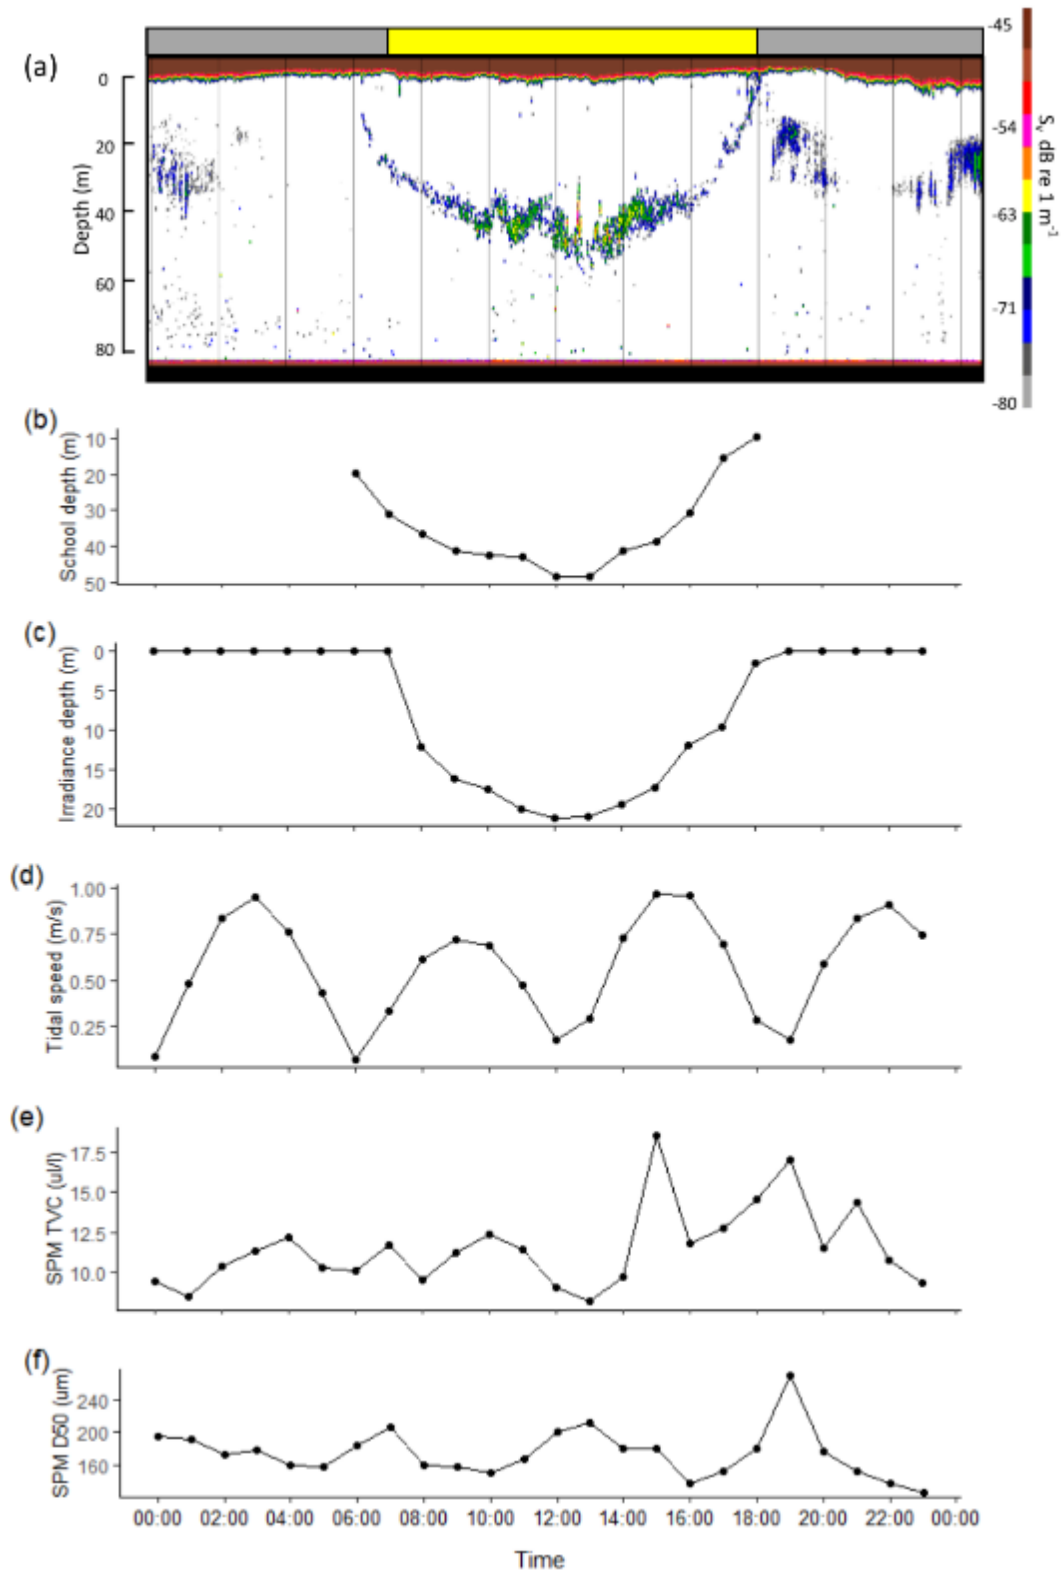 (a)
Depth (m)
0
20
40
60
80
-45
-54
-63
-71
-80
Sv dB re 1 m⁻¹
(b)
School depth (m)
10
20
30
40
50
(c)
Irradiance depth (m)
0
5
10
15
20
(d)
Tidal speed (m/s)
1.00
0.75
0.50
0.25
(e)
SPM TVC (ul/l)
17.5
15.0
12.5
10.0
(f)
SPM D50 (um)
240
200
160
00:00 02:00 04:00 06:00 08:00 10:00 12:00 14:00 16:00 18:00 20:00 22:00 00:00
Time